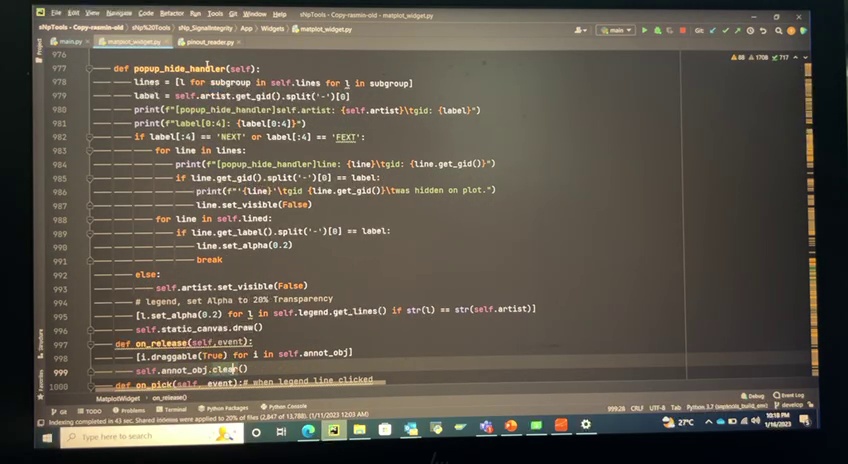 File Edit View Navigate Code Refactor Run Tools Git Window Help
sNpTools - Copy-rasmin-old - matplot_widget.py
sNpTools - Copy-rasmin-old
sNp%20Tools
sNp_SignalIntegrity
App
Widgets
matplot_widget.py
main
Git:
main.py
matplot_widget.py
pinout_reader.py
Project
88 1708 717
976
977 def popup_hide_handler(self):
978 lines = [l for subgroup in self.lines for l in subgroup]
979 label = self.artist.get_gid().split('-')[0]
980 print(f"[popup_hide_handler]self.artist: {self.artist}\tgid: {label}")
981 print(f"label[0:4]: {label[0:4]}")
982 if label[:4] == 'NEXT' or label[:4] == 'FEXT':
983 for line in lines:
984 print(f"[popup_hide_handler]line: {line}\tgid: {line.get_gid()}")
985 if line.get_gid().split('-')[0] == label:
986 print(f"'{line}'\tgid {line.get_gid()}\twas hidden on plot.")
987 line.set_visible(False)
988 for line in self.lined:
989 if line.get_label().split('-')[0] == label:
990 line.set_alpha(0.2)
991 break
992 else:
993 self.artist.set_visible(False)
994 # legend, set Alpha to 20% Transparency
995 [l.set_alpha(0.2) for l in self.legend.get_lines() if str(l) == str(self.artist)]
996 self.static_canvas.draw()
997 def on_release(self,event):
998 [i.draggable(True) for i in self.annot_obj]
999 self.annot_obj.clear()
1000 def on_pick(self, event):# when legend line clicked
Structure
Favorites
MatplotWidget on_release()
Git TODO Problems Terminal Python Packages Python Console
Debug Event Log
Indexing completed in 43 sec. Shared indexes were applied to 20% of files (2,847 of 13,788). (1/11/2023 12:03 AM)
999:28 CRLF UTF-8 Tab
develop
Type here to search
27°C
10:18 PM
1/16/2023